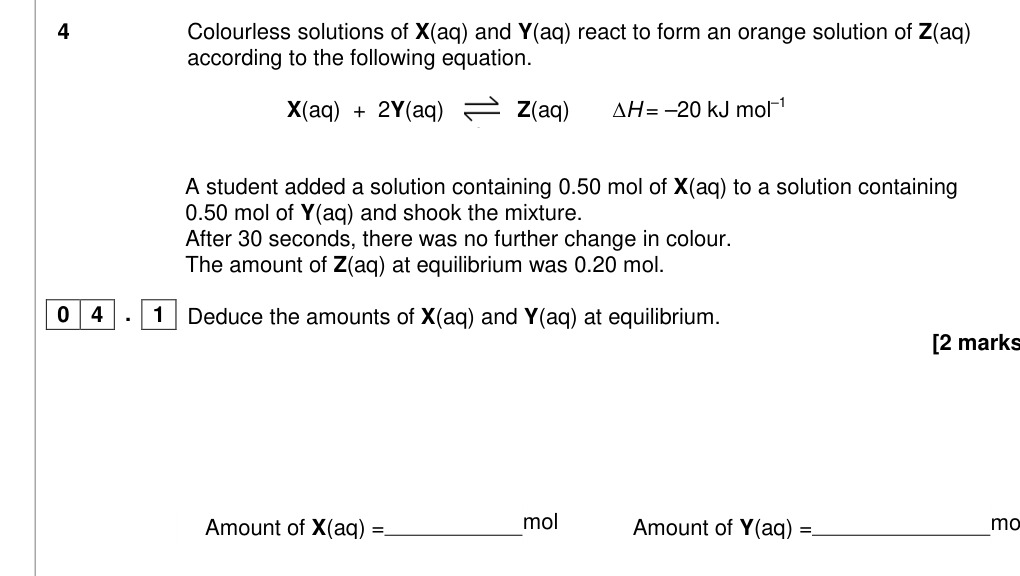 4 Colourless solutions of X(aq) and Y(aq) react to form an orange solution of Z(aq)
according to the following equation.
X(aq) + 2Y(aq) ⇌ Z(aq) ΔH= –20 kJ mol⁻¹
A student added a solution containing 0.50 mol of X(aq) to a solution containing
0.50 mol of Y(aq) and shook the mixture.
After 30 seconds, there was no further change in colour.
The amount of Z(aq) at equilibrium was 0.20 mol.
0 4 . 1 Deduce the amounts of X(aq) and Y(aq) at equilibrium.
[2 marks
Amount of X(aq) =____________mol Amount of Y(aq) =________________mo